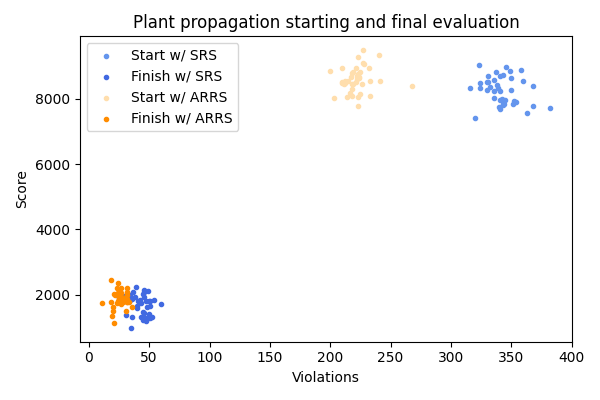 Plant propagation starting and final evaluation
Start w/ SRS
Finish w/ SRS
Start w/ ARRS
Finish w/ ARRS
Score
8000
6000
4000
2000
0
50
100
150
200
250
300
350
400
Violations